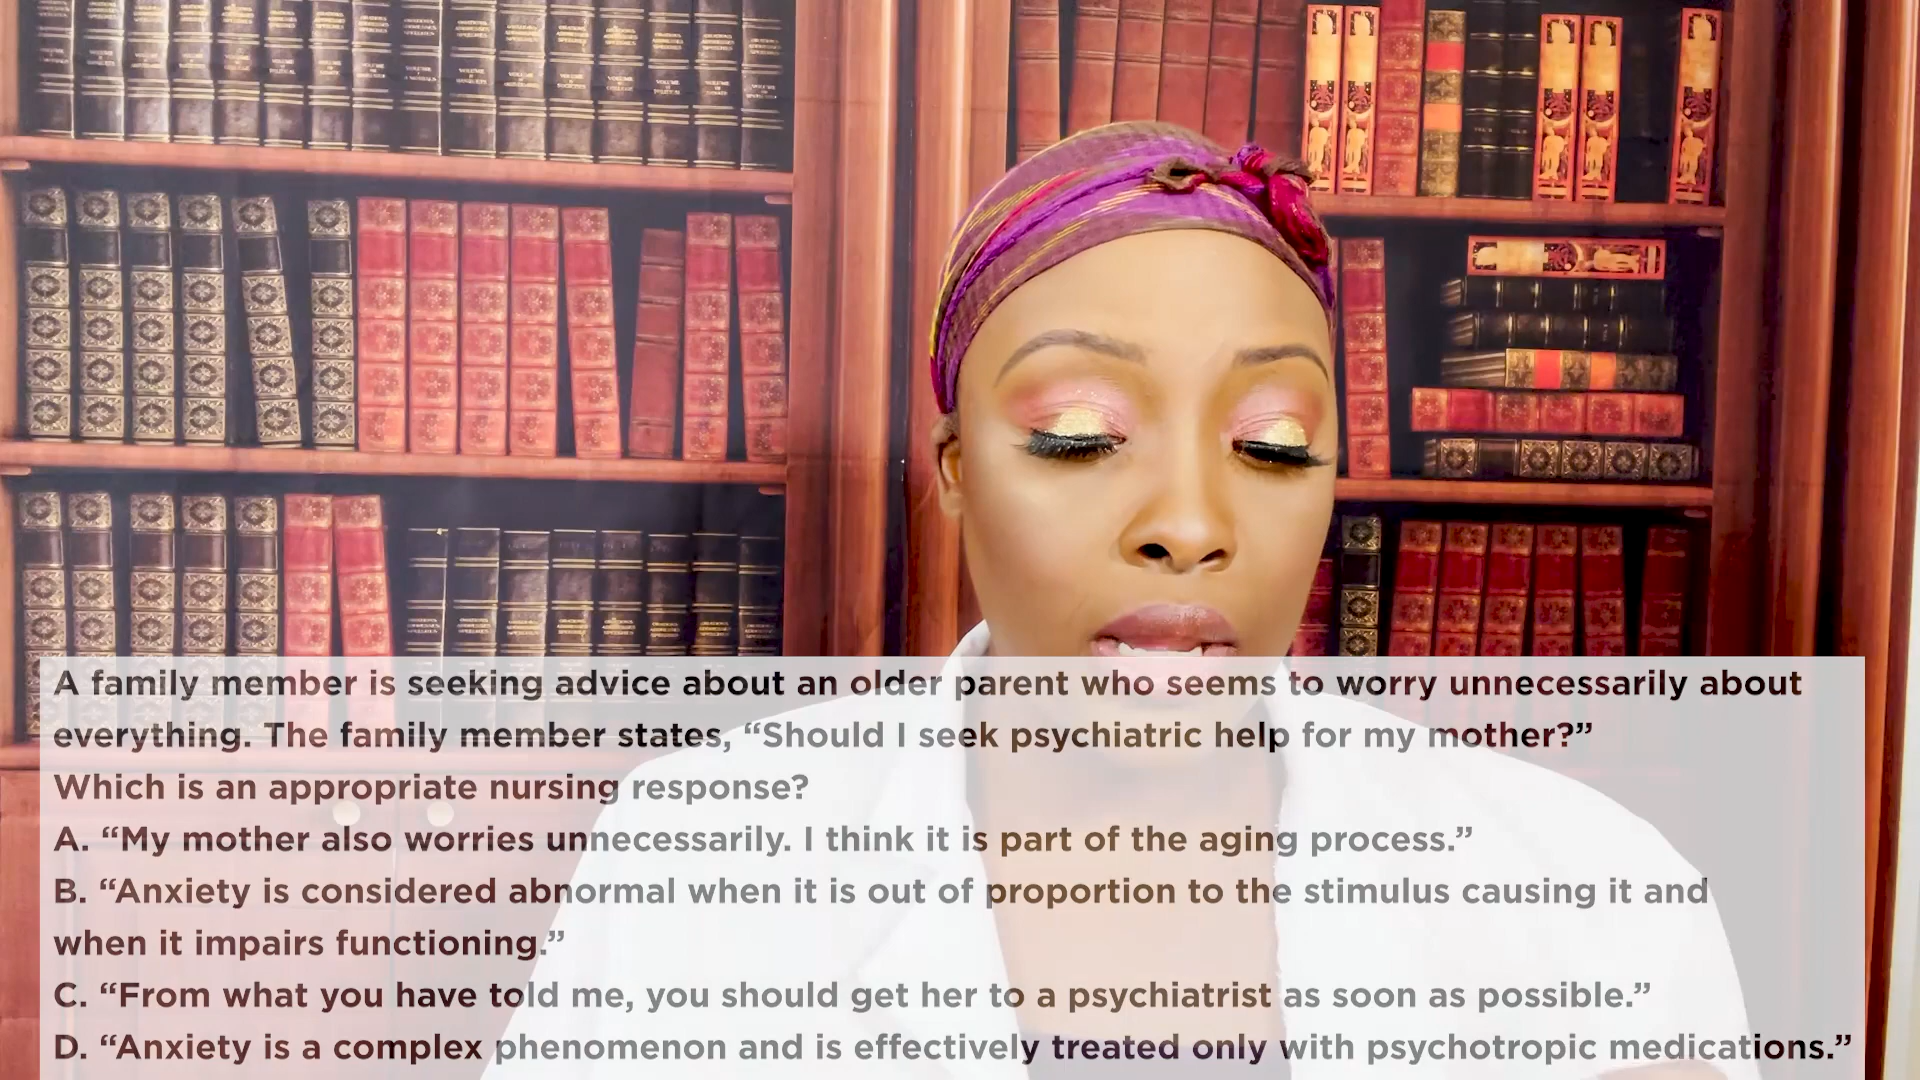 A family member is seeking advice about an older parent who seems to worry unnecessarily about
everything. The family member states, “Should I seek psychiatric help for my mother?”
Which is an appropriate nursing response?
A. “My mother also worries unnecessarily. I think it is part of the aging process.”
B. “Anxiety is considered abnormal when it is out of proportion to the stimulus causing it and
when it impairs functioning.”
C. “From what you have told me, you should get her to a psychiatrist as soon as possible.”
D. “Anxiety is a complex phenomenon and is effectively treated only with psychotropic medications.”